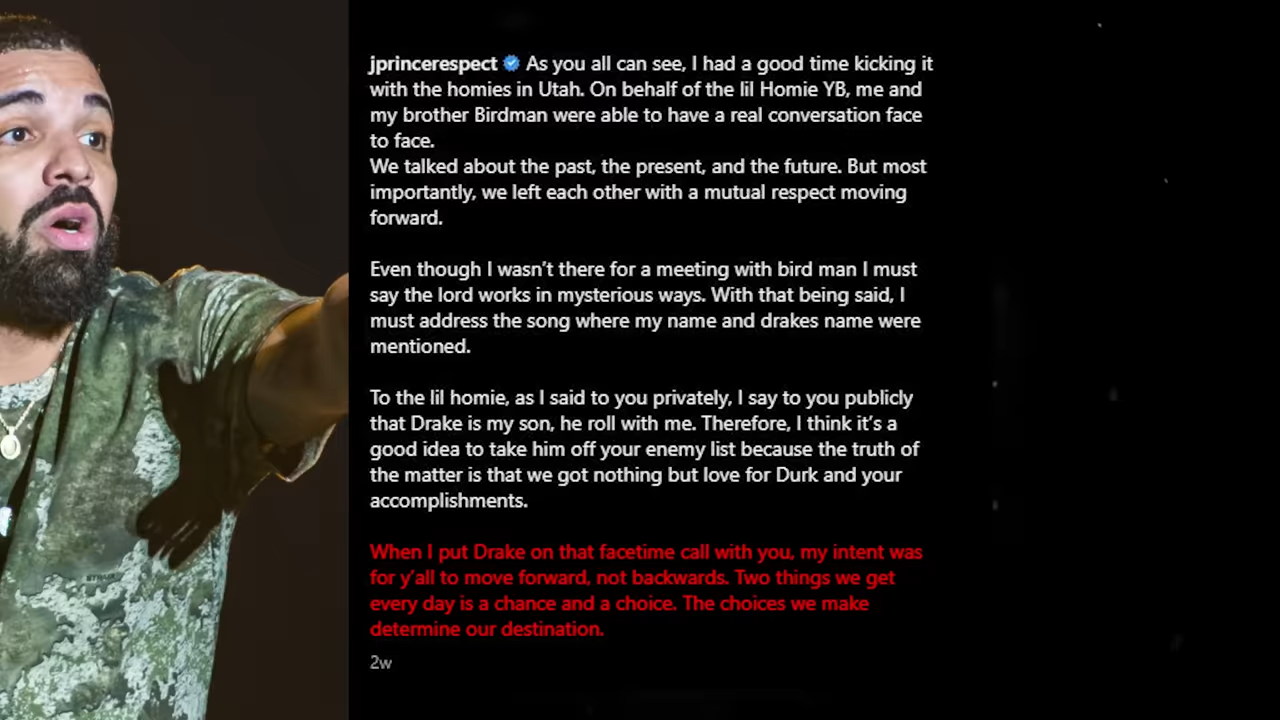 jprincerespect As you all can see, I had a good time kicking it
with the homies in Utah. On behalf of the lil Homie YB, me and
my brother Birdman were able to have a real conversation face
to face.
We talked about the past, the present, and the future. But most
importantly, we left each other with a mutual respect moving
forward.
Even though I wasn't there for a meeting with bird man I must
say the lord works in mysterious ways. With that being said, I
must address the song where my name and drakes name were
mentioned.
To the lil homie, as I said to you privately, I say to you publicly
that Drake is my son, he roll with me. Therefore, I think it's a
good idea to take him off your enemy list because the truth of
the matter is that we got nothing but love for Durk and your
accomplishments.
When I put Drake on that facetime call with you, my intent was
for y'all to move forward, not backwards. Two things we get
every day is a chance and a choice. The choices we make
determine our destination.
2w